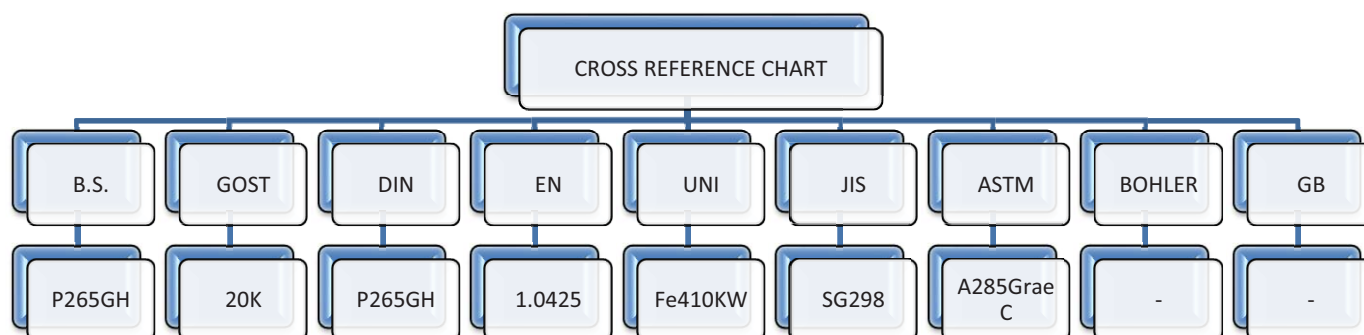 CROSS REFERENCE CHART
B.S. GOST DIN EN UNI JIS ASTM BOHLER GB
P265GH 20K P265GH 1.0425 Fe410KW SG298 A285Grae
C - -